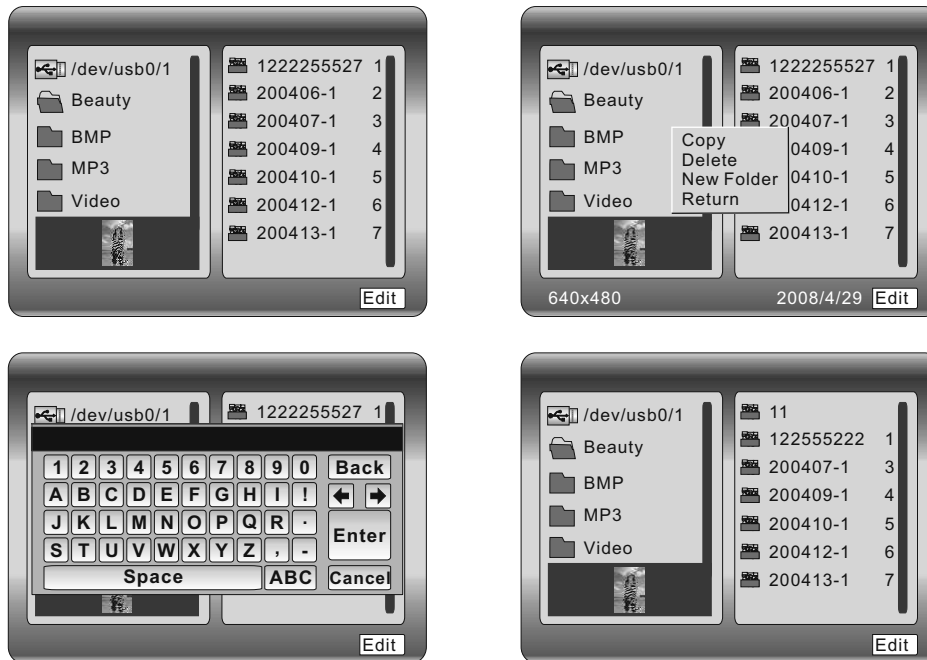 /dev/usb0/1
Beauty
BMP
MP3
Video
1222255527 1
200406-1 2
200407-1 3
200409-1 4
200410-1 5
200412-1 6
200413-1 7
Edit
/dev/usb0/1
Beauty
BMP
MP3
Video
1222255527 1
200406-1 2
200407-1 3
0409-1 4
0410-1 5
0412-1 6
200413-1 7
Copy
Delete
New Folder
Return
640x480 2008/4/29 Edit
/dev/usb0/1 1222255527 1
1 2 3 4 5 6 7 8 9 0 Back
A B C D E F G H I !
J K L M N O P Q R · Enter
S T U V W X Y Z , -
Space ABC Cancel
Edit
/dev/usb0/1
Beauty
BMP
MP3
Video
11
122555222 1
200407-1 3
200409-1 4
200410-1 5
200412-1 6
200413-1 7
Edit